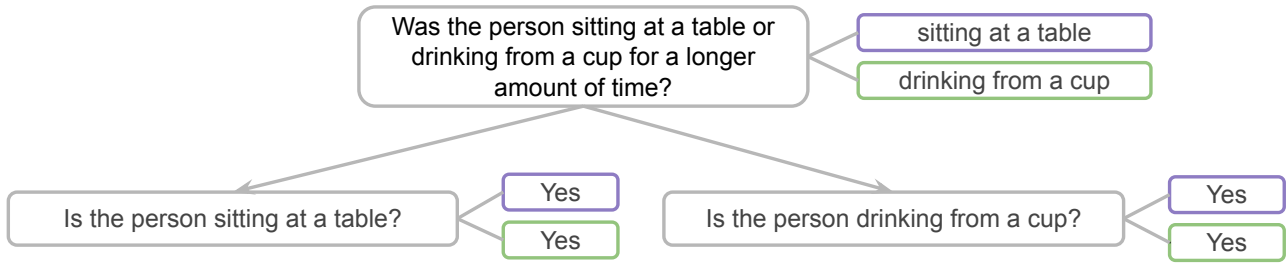 Was the person sitting at a table or
drinking from a cup for a longer
amount of time?
sitting at a table
drinking from a cup
Is the person sitting at a table?
Yes
Yes
Is the person drinking from a cup?
Yes
Yes